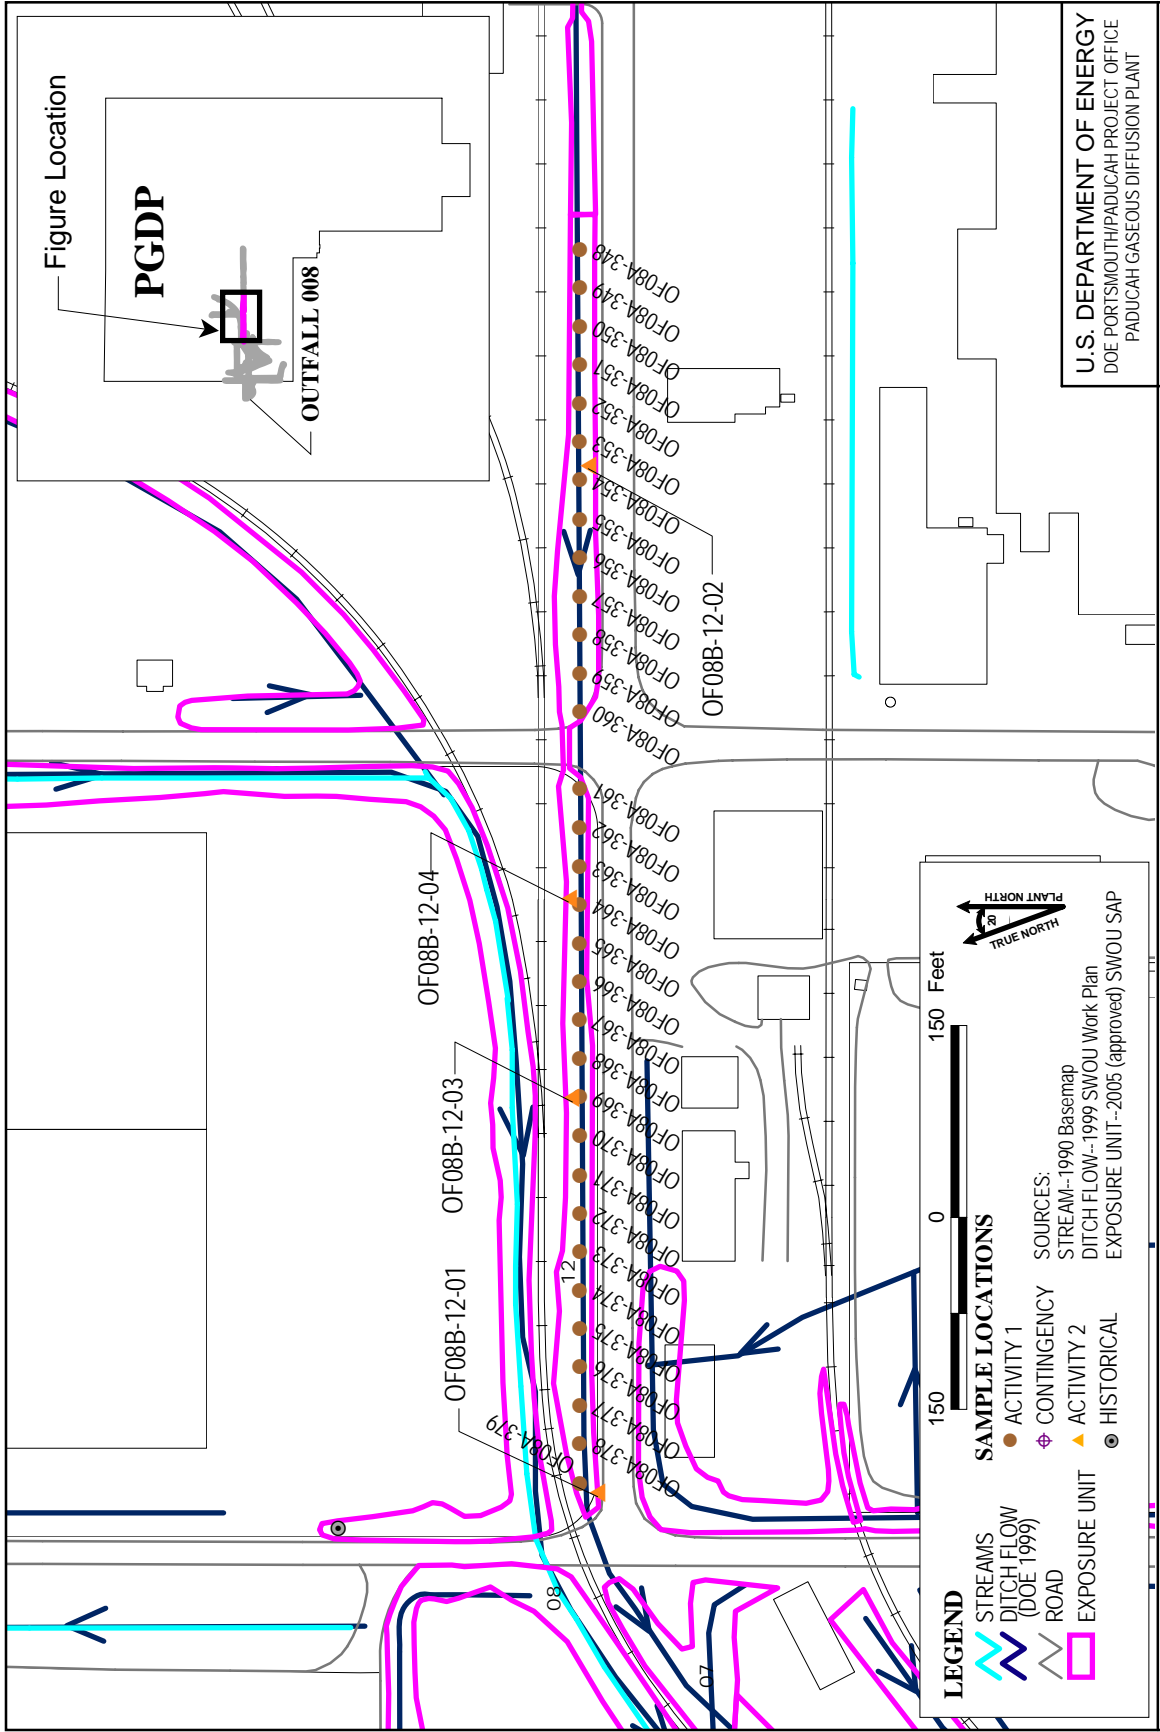 Figure Location
PGDP
OUTFALL 008
OF08B-12-01
OF08B-12-03
OF08B-12-04
OF08B-12-02
OF08A-379
OF08A-378
OF08A-377
OF08A-376
OF08A-375
OF08A-374
OF08A-373
OF08A-372
OF08A-371
OF08A-370
OF08A-369
OF08A-368
OF08A-367
OF08A-366
OF08A-365
OF08A-364
OF08A-363
OF08A-362
OF08A-361
OF08A-360
OF08A-359
OF08A-358
OF08A-357
OF08A-356
OF08A-355
OF08A-354
OF08A-353
OF08A-352
OF08A-351
OF08A-350
OF08A-349
OF08A-348
12
08
07
LEGEND
STREAMS
DITCH FLOW
(DOE 1999)
ROAD
EXPOSURE UNIT
150 0 150 Feet
SAMPLE LOCATIONS
ACTIVITY 1
CONTINGENCY
ACTIVITY 2
HISTORICAL
SOURCES:
STREAM--1990 Basemap
DITCH FLOW--1999 SWOU Work Plan
EXPOSURE UNIT--2005 (approved) SWOU SAP
TRUE NORTH
20
PLANT NORTH
U.S. DEPARTMENT OF ENERGY
DOE PORTSMOUTH/PADUCAH PROJECT OFFICE
PADUCAH GASEOUS DIFFUSION PLANT